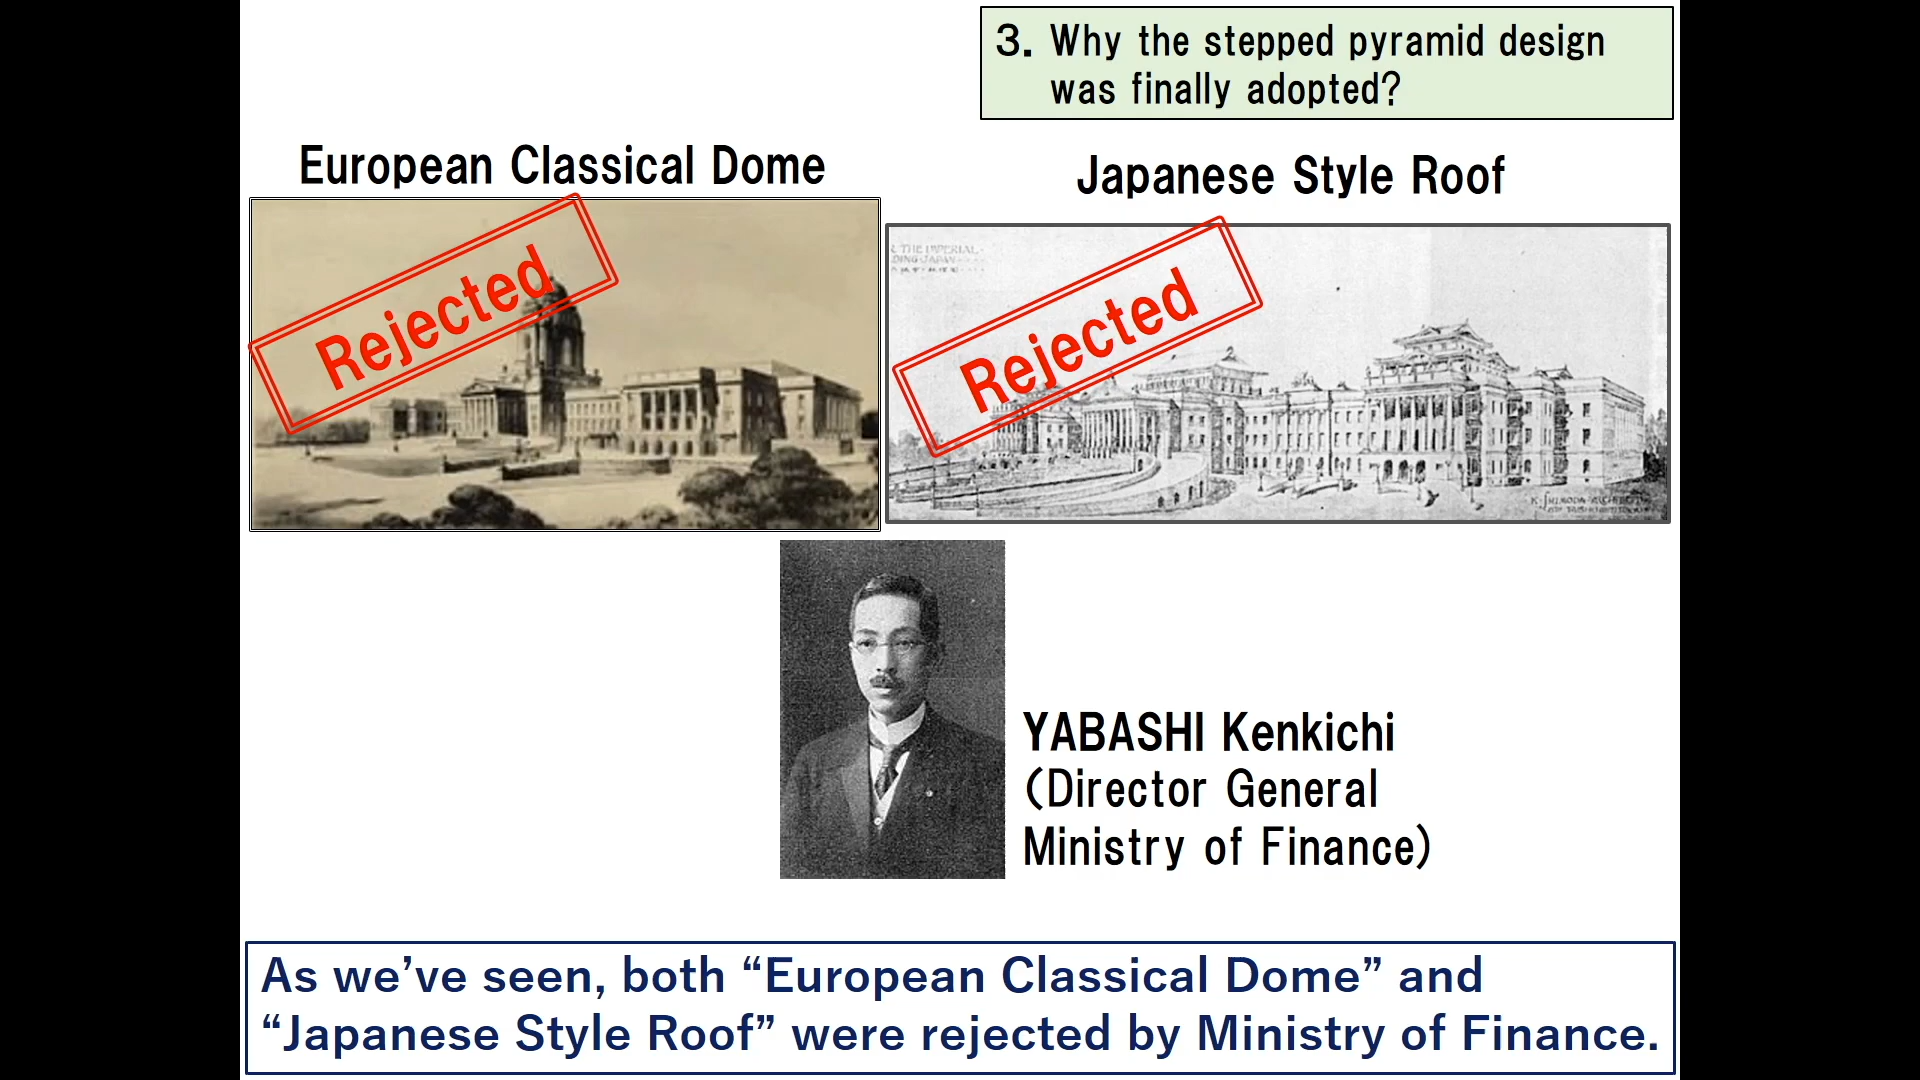 3. Why the stepped pyramid design
was finally adopted?
European Classical Dome
Japanese Style Roof
Rejected
Rejected
THE IMPERIAL
YABASHI Kenkichi
(Director General
Ministry of Finance)
As we’ve seen, both “European Classical Dome” and
“Japanese Style Roof” were rejected by Ministry of Finance.